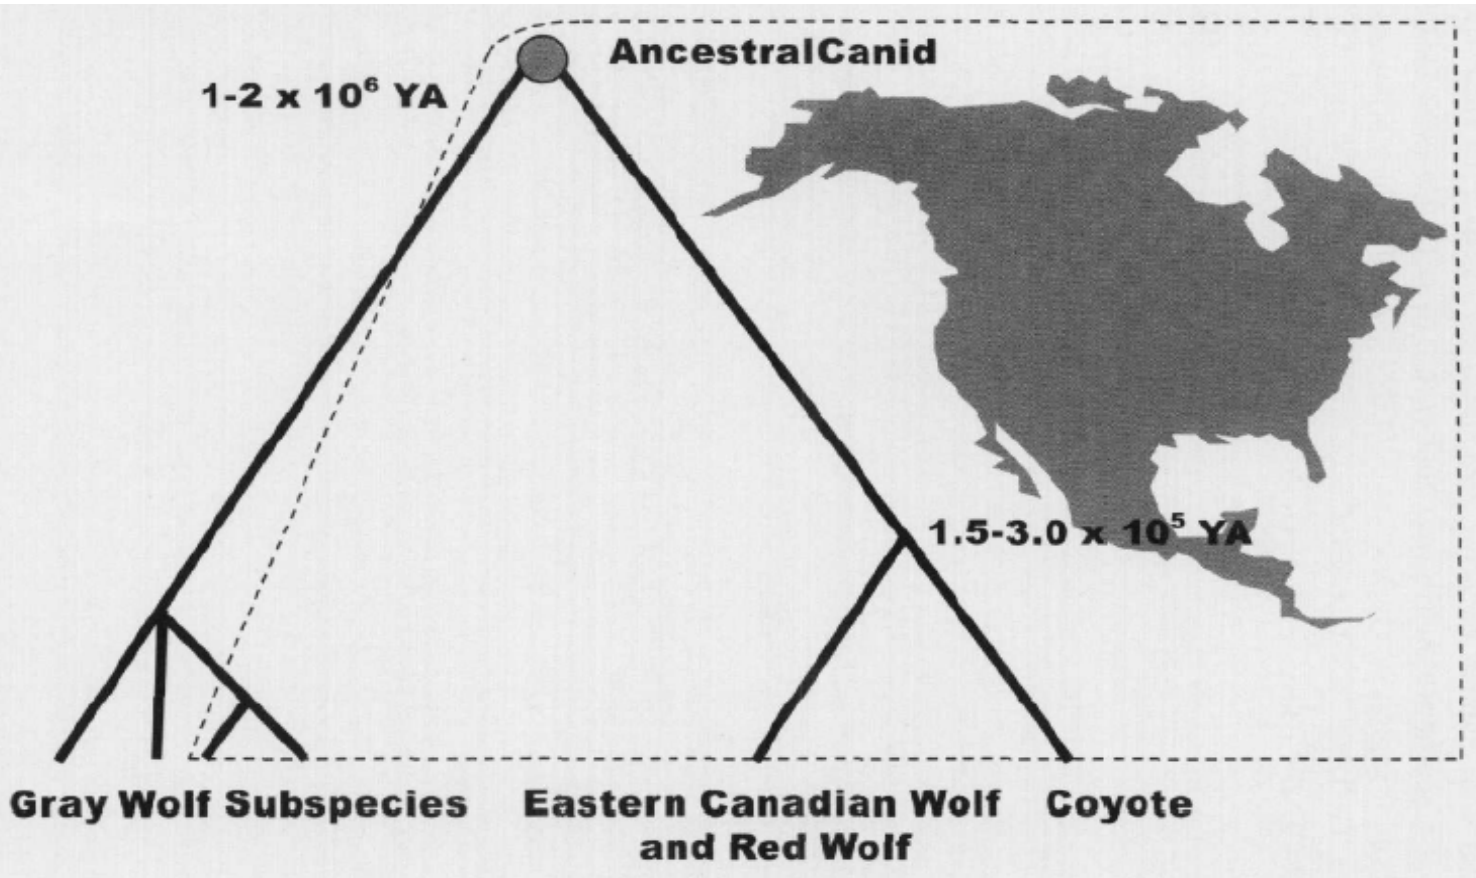 AncestralCanid
1-2 x 10⁶ YA
1.5-3.0 x 10⁵ YA
Gray Wolf Subspecies
Eastern Canadian Wolf
and Red Wolf
Coyote